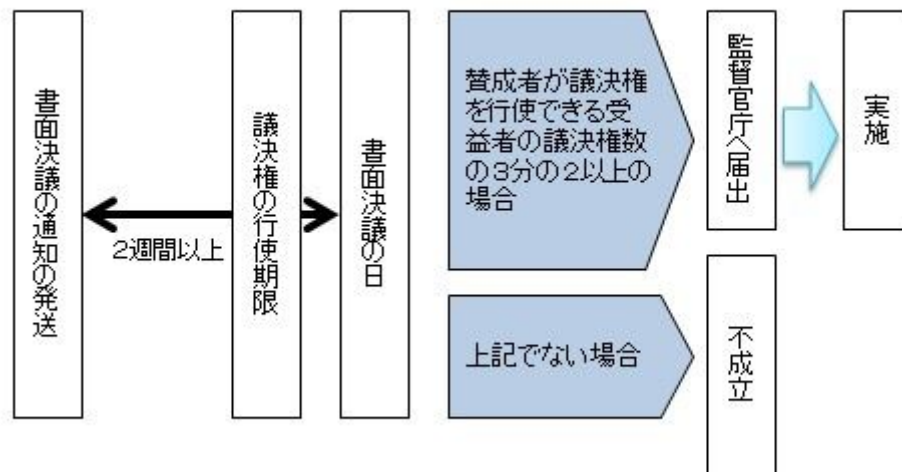 書面決議の通知の発送
2週間以上
議決権の行使期限
書面決議の日
賛成者が議決権
を行使できる受
益者の議決権数
の3分の2以上の
場合
監督官庁へ届出
実施
上記でない場合
不成立